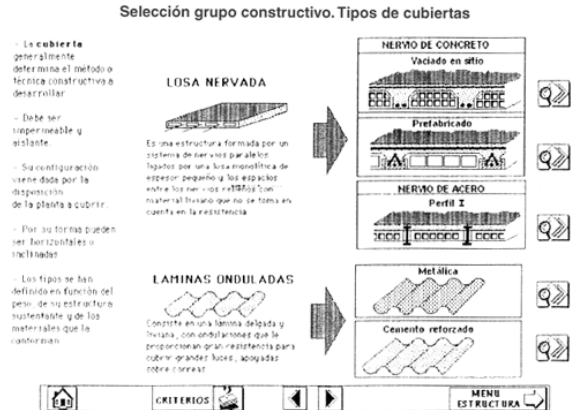 Selección grupo constructivo. Tipos de cubiertas
- La cubierta
generalmente
determina el método o
técnica constructiva a
desarrollar
- Debe ser
impermeable y
aislante.
- Su configuración
viene dada por la
disposición
de la planta a cubrir.
- Por su forma pueden
ser horizontales o
inclinadas
- Los tipos se han
definido en función del
peso, de su estructura
sustentante y de los
materiales que la
conforman
LOSA NERVADA
Es una estructura formada por un
sistema de nervios paralelos
ligados por una losa monolítica de
espesor pequeño y los espacios
entre los nervios rellenos con
material liviano que no se toma en
cuenta en la resistencia
LAMINAS ONDULADAS
Consiste en una lámina delgada y
liviana, con ondulaciones que le
proporcionan gran resistencia para
cubrir grandes luces, apoyadas
sobre correas
NERVIO DE CONCRETO
Vaciado en sitio
Prefabricado
NERVIO DE ACERO
Perfil I
Metálica
Cemento reforzado
CRITERIOS
MENU
ESTRUCTURA